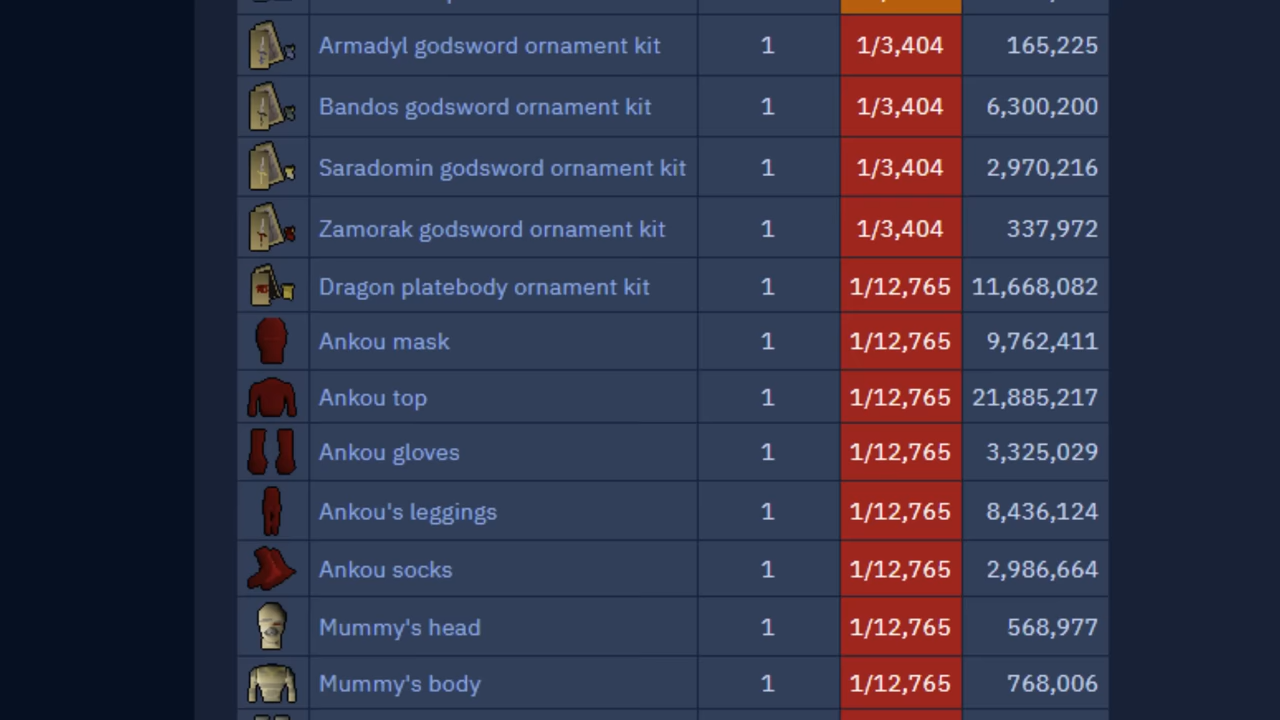 Armadyl godsword ornament kit 1 1/3,404 165,225
Bandos godsword ornament kit 1 1/3,404 6,300,200
Saradomin godsword ornament kit 1 1/3,404 2,970,216
Zamorak godsword ornament kit 1 1/3,404 337,972
Dragon platebody ornament kit 1 1/12,765 11,668,082
Ankou mask 1 1/12,765 9,762,411
Ankou top 1 1/12,765 21,885,217
Ankou gloves 1 1/12,765 3,325,029
Ankou's leggings 1 1/12,765 8,436,124
Ankou socks 1 1/12,765 2,986,664
Mummy's head 1 1/12,765 568,977
Mummy's body 1 1/12,765 768,006